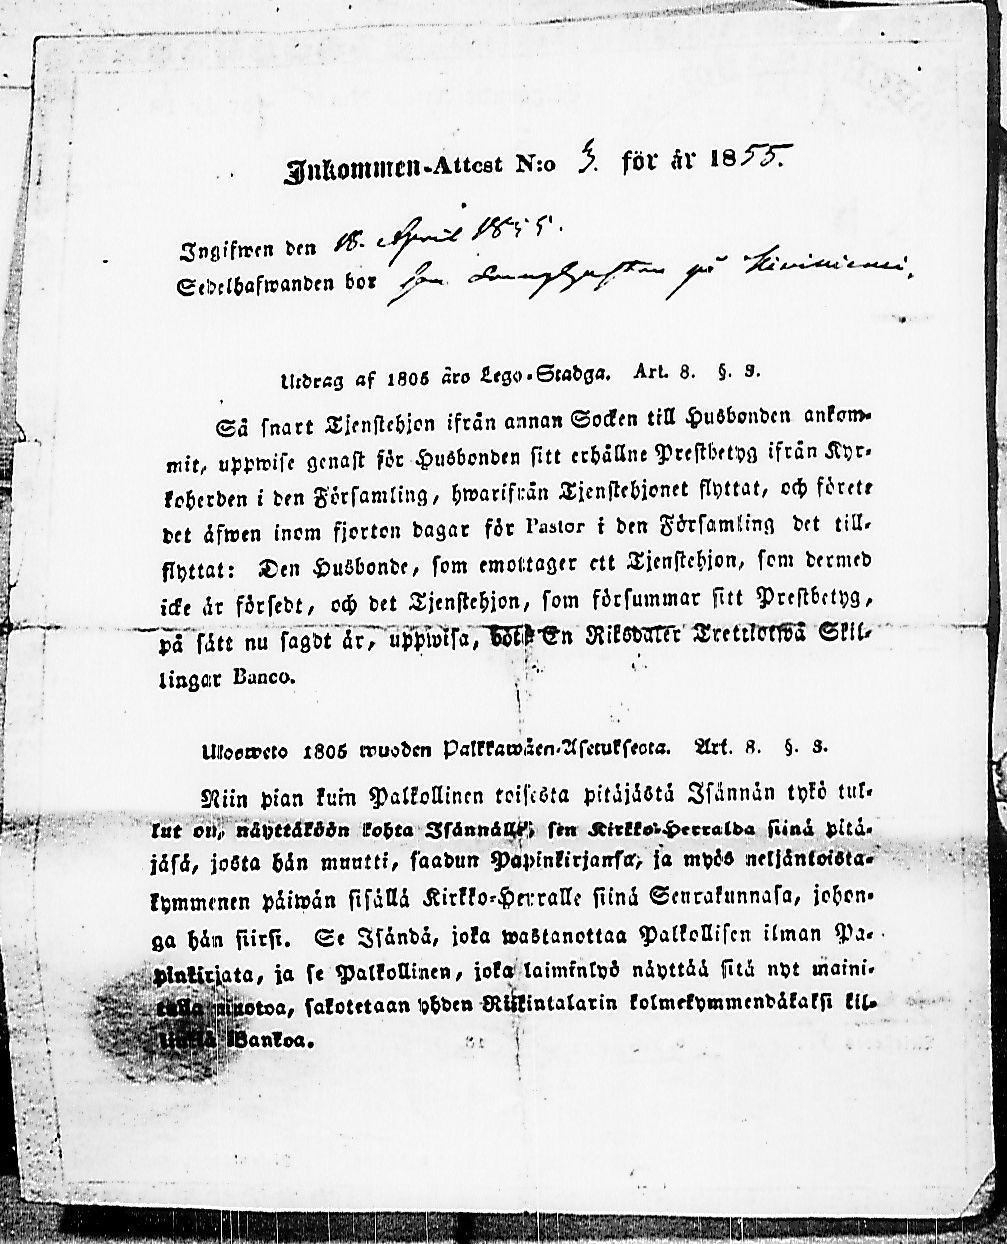 Inkommen-Attest N:o 3. för år 1855.
Ingifwen den 18. April 1855.
Sedelhafwanden bor hos på Kiviniemi.
Utdrag af 1805 års Lego-Stadga. Art. 8. §. 3.
Så snart Tjenstehjon ifrån annan Socken till Husbonden ankom-
mit, uppwise genast för Husbonden sitt erhållne Prestbetyg ifrån Kyr-
koherden i den Församling, hwarifrån Tjenstehjonet flyttat, och förete
det äfwen inom fjorton dagar för Pastor i den Församling det till-
flyttat: Den Husbonde, som emottager ett Tjenstehjon, som dermed
icke är försedt, och det Tjenstehjon, som försummar sitt Prestbetyg,
på sätt nu sagdt är, uppwisa, böte En Riksdaler Trettiotwå Skil-
lingar Banco.
Ulosweto 1805 wuoden Palkkawäen-Asetuksesta. Art. 8. §. 3.
Niin pian kuin Palkollinen toisesta pitäjästä Isännän tykö tul-
lut on, näyttäköön kohta Isännälle, sen Kirkko-Herralda siinä pitä-
jäsä, josta hän muutti, saadun Papinkirjansa, ja myös neljäntoista-
kymmenen päiwän sisällä Kirkko-Herralle siinä Seurakunnasa, johon-
ga hän siirsi. Se Isändä, joka wastanottaa Palkollisen ilman Pa-
pinkirjata, ja se Palkollinen, joka laiminlyö näyttää sitä nyt maini-
tulla muotoa, sakotetaan yhden Riikintalarin kolmekymmendäkaksi kil-
lingiä Bankoa.